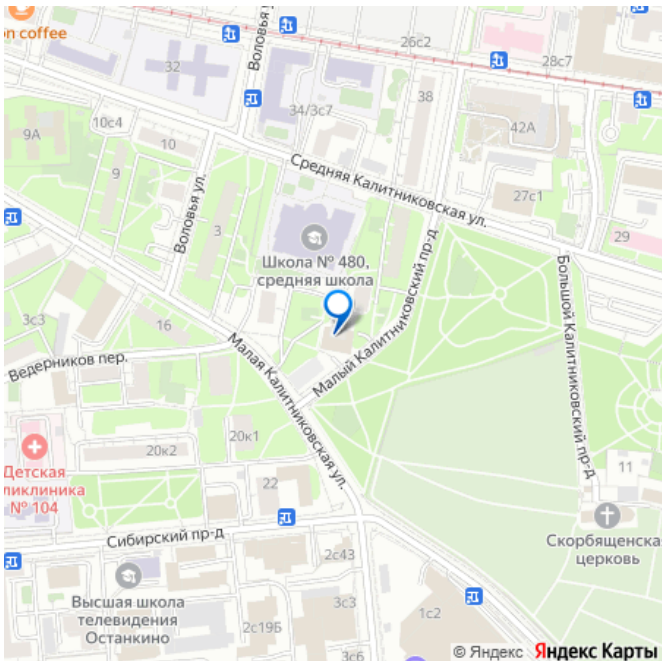 on coffee
32
Воловья ул.
26с2
28с7
34/3с7
38
42А
10с4
9А
10
Средняя Калитниковская ул.
9
27с1
Воловья ул.
3
29
Школа № 480,
средняя школа
Малый Калитниковский пр-д
Большой Калитниковский пр-д
3с3
16
Ведерников пер.
Малая Калитниковская ул.
20к1
20к2
Детская
ликлиника
№ 104
22
11
Скорбященска
церковь
Сибирский пр-д
2с43
Высшая школа
телевидения
Останкино
3с3
2с19Б
1с2
3с6
© Яндекс Яндекс Карты